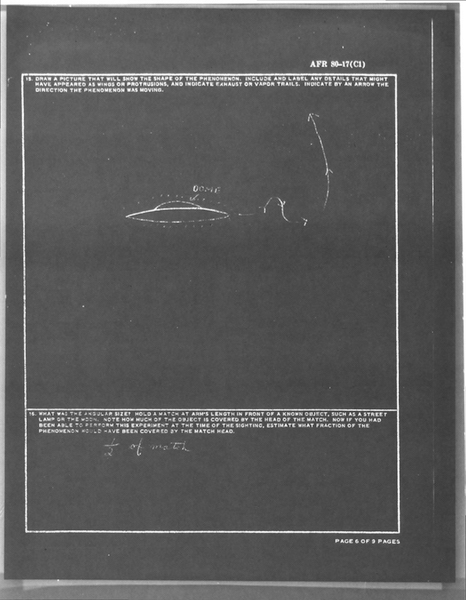 AFR 80-17(C1)
15. DRAW A PICTURE THAT WILL SHOW THE SHAPE OF THE PHENOMENON. INCLUDE AND LABEL ANY DETAILS THAT MIGHT
HAVE APPEARED AS WINGS OR PROTRUSIONS, AND INDICATE EXHAUST OR VAPOR TRAILS. INDICATE BY AN ARROW THE
DIRECTION THE PHENOMENON WAS MOVING.
DOME
16. WHAT WAS THE ANGULAR SIZE? HOLD A MATCH AT ARM'S LENGTH IN FRONT OF A KNOWN OBJECT, SUCH AS A STREET
LAMP OR THE MOON. NOTE HOW MUCH OF THE OBJECT IS COVERED BY THE HEAD OF THE MATCH. NOW IF YOU HAD
BEEN ABLE TO PERFORM THIS EXPERIMENT AT THE TIME OF THE SIGHTING, ESTIMATE WHAT FRACTION OF THE
PHENOMENON WOULD HAVE BEEN COVERED BY THE MATCH HEAD.
1/2 of match
PAGE 6 OF 9 PAGES